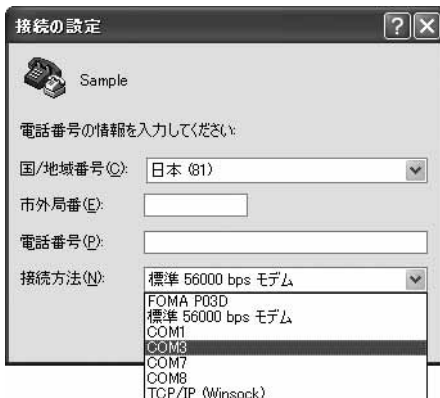 接続の設定
Sample
電話番号の情報を入力してください:
国/地域番号(C): 日本 (81)
市外局番(E):
電話番号(P):
接続方法(N): 標準 56000 bps モデム
FOMA P03D
標準 56000 bps モデム
COM1
COM3
COM7
COM8
TCP/IP (Winsock)